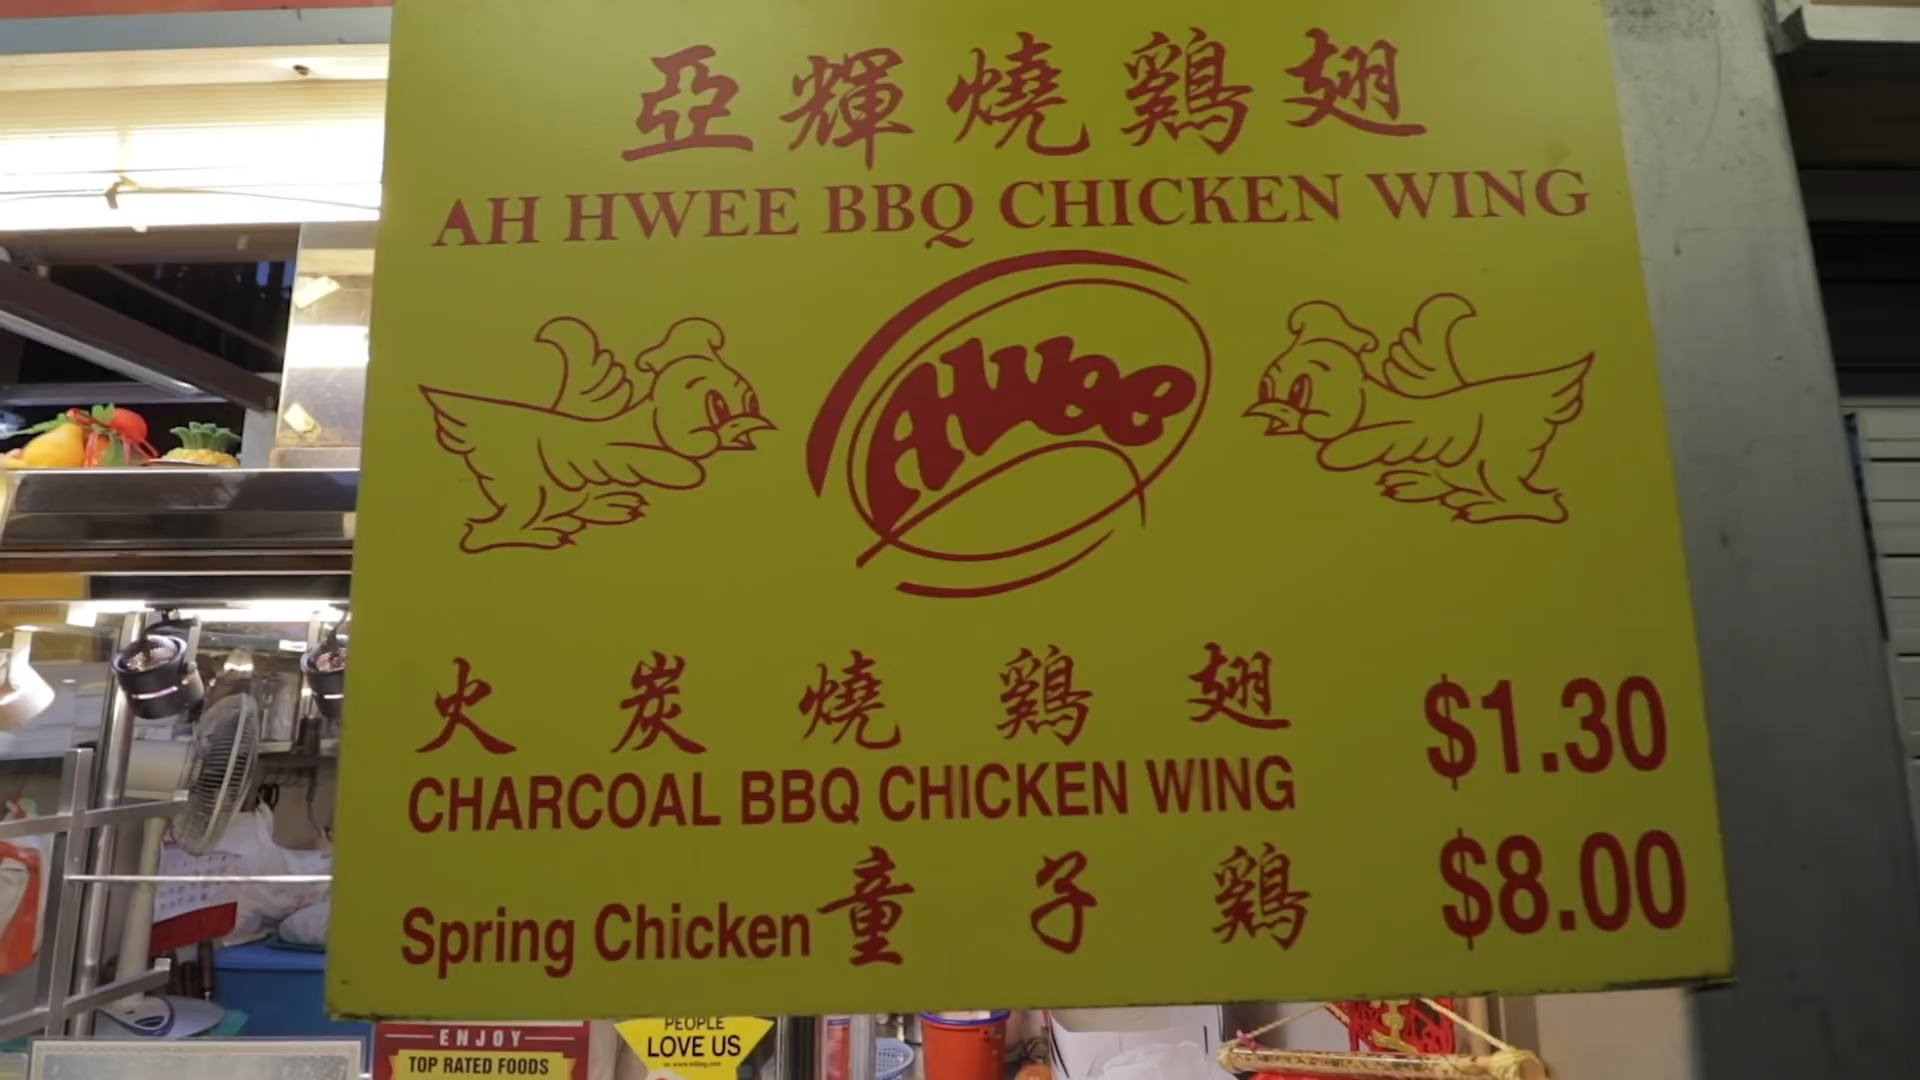 亞輝燒鷄翅
AH HWEE BBQ CHICKEN WING
AHwee
火炭燒鷄翅 $1.30
CHARCOAL BBQ CHICKEN WING
Spring Chicken 童子鷄 $8.00
ENJOY
TOP RATED FOODS
PEOPLE
LOVE US